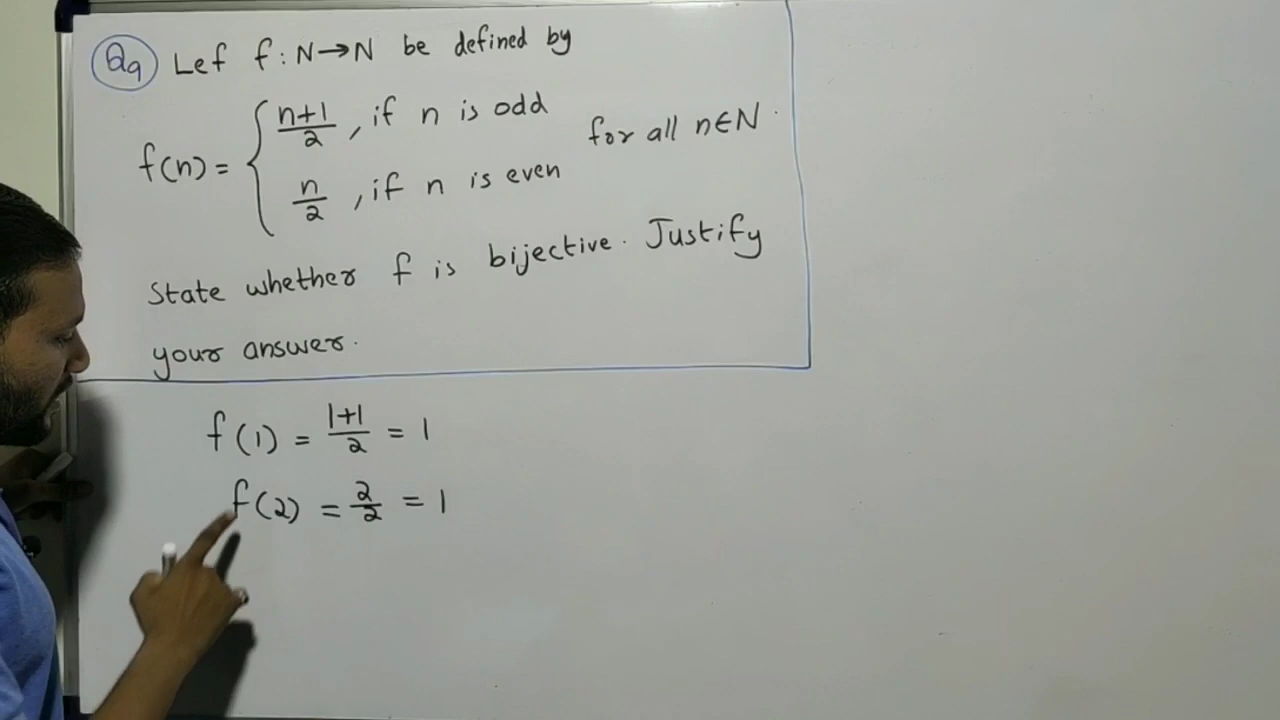 Q9 Let f : N→N be defined by
f(n) = { n+1/2 , if n is odd
n/2 , if n is even
for all n∈N.
State whether f is bijective. Justify
your answer.
f(1) = 1+1/2 = 1
f(2) = 2/2 = 1